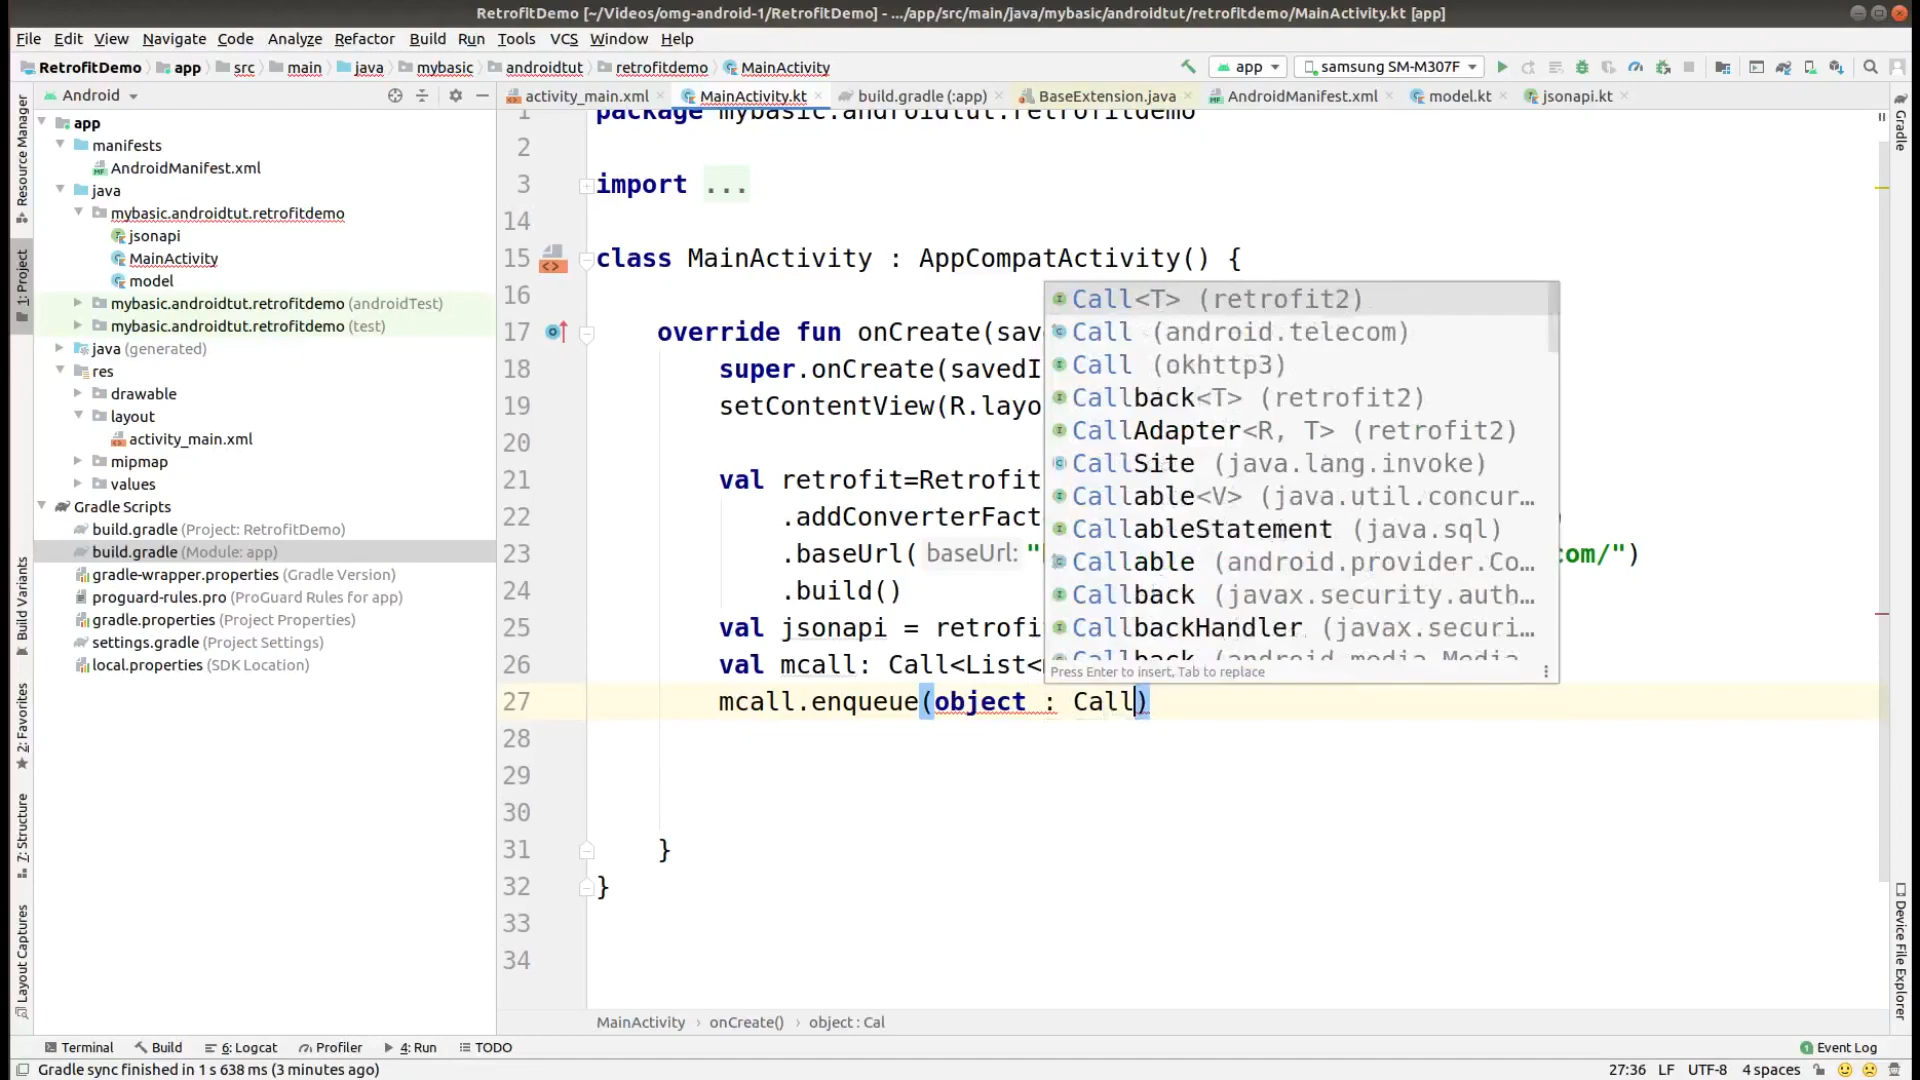 RetrofitDemo [~/Videos/omg-android-1/RetrofitDemo] - .../app/src/main/java/mybasic/androidtut/retrofitdemo/MainActivity.kt [app]
File Edit View Navigate Code Analyze Refactor Build Run Tools VCS Window Help
RetrofitDemo app src main java mybasic androidtut retrofitdemo MainActivity app samsung SM-M307F
Android activity_main.xml MainActivity.kt build.gradle (:app) BaseExtension.java AndroidManifest.xml model.kt jsonapi.kt
app
manifests
AndroidManifest.xml
java
mybasic.androidtut.retrofitdemo
jsonapi
MainActivity
model
mybasic.androidtut.retrofitdemo (androidTest)
mybasic.androidtut.retrofitdemo (test)
java (generated)
res
drawable
layout
activity_main.xml
mipmap
values
Gradle Scripts
build.gradle (Project: RetrofitDemo)
build.gradle (Module: app)
gradle-wrapper.properties (Gradle Version)
proguard-rules.pro (ProGuard Rules for app)
gradle.properties (Project Properties)
settings.gradle (Project Settings)
local.properties (SDK Location)
Resource Manager
1: Project
Build Variants
2: Favorites
7: Structure
Layout Captures
1 package mybasic.androidtut.retrofitdemo
2
3 import ...
14
15 class MainActivity : AppCompatActivity() {
16
17 override fun onCreate(save
18 super.onCreate(savedI
19 setContentView(R.layo
20
21 val retrofit=Retrofit
22 .addConverterFact
23 .baseUrl( baseUrl: "                com/")
24 .build()
25 val jsonapi = retrofi
26 val mcall: Call<List<
27 mcall.enqueue(object : Call)
28
29
30
31 }
32 }
33
34
Call<T> (retrofit2)
Call (android.telecom)
Call (okhttp3)
Callback<T> (retrofit2)
CallAdapter<R, T> (retrofit2)
CallSite (java.lang.invoke)
Callable<V> (java.util.concur...
CallableStatement (java.sql)
Callable (android.provider.Co...
Callback (javax.security.auth...
CallbackHandler (javax.securi...
Callback (android.media.Media
Press Enter to insert, Tab to replace
Gradle
Device File Explorer
MainActivity › onCreate() › object : Cal
Terminal Build 6: Logcat Profiler 4: Run TODO 1 Event Log
Gradle sync finished in 1 s 638 ms (3 minutes ago) 27:36 LF UTF-8 4 spaces